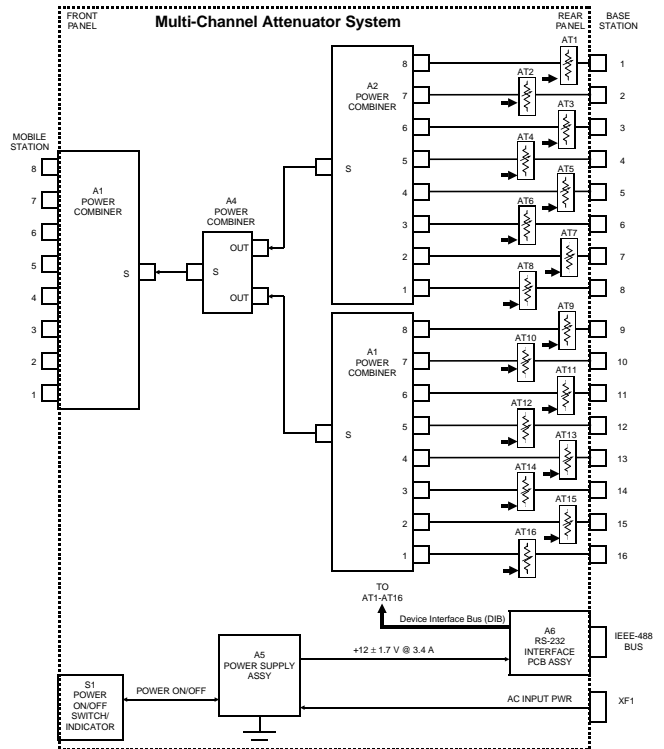 FRONT
PANEL
Multi-Channel Attenuator System
REAR
PANEL
BASE
STATION
MOBILE
STATION
8
7
6
5
4
3
2
1
A1
POWER
COMBINER
S
A4
POWER
COMBINER
OUT
S
OUT
A2
POWER
COMBINER
S
8
7
6
5
4
3
2
1
AT1
1
AT2
2
AT3
3
AT4
4
AT5
5
AT6
6
AT7
7
AT8
8
A1
POWER
COMBINER
S
8
7
6
5
4
3
2
1
AT9
9
AT10
10
AT11
11
AT12
12
AT13
13
AT14
14
AT15
15
AT16
16
TO
AT1-AT16
Device Interface Bus (DIB)
A6
RS-232
INTERFACE
PCB ASSY
IEEE-488
BUS
A5
POWER SUPPLY
ASSY
+12 ± 1.7 V @ 3.4 A
S1
POWER
ON/OFF
SWITCH/
INDICATOR
POWER ON/OFF
AC INPUT PWR
XF1